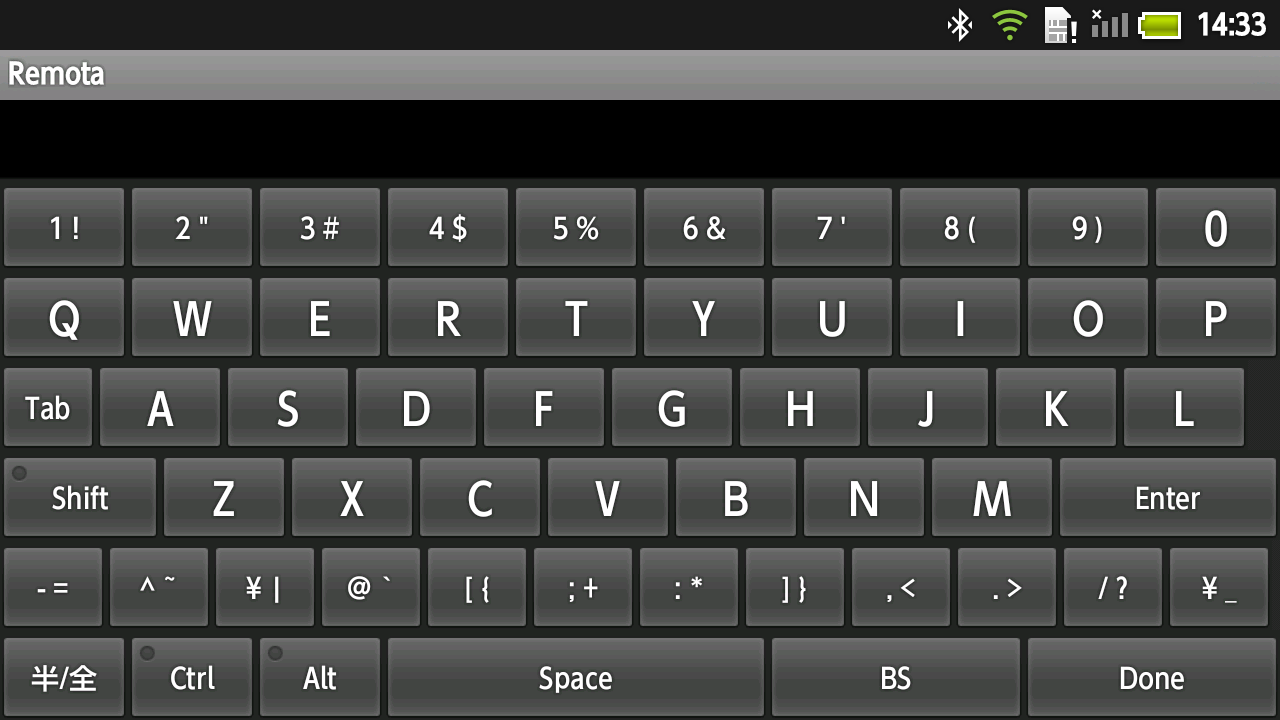 14:33
Remota
1 ! 2 " 3 # 4 $ 5 % 6 & 7 ' 8 ( 9 ) 0
Q W E R T Y U I O P
Tab A S D F G H J K L
Shift Z X C V B N M Enter
- = ^ ~ ¥ | @ ` [ { ; + : * ] } , < . > / ? ¥ _
半/全 Ctrl Alt Space BS Done